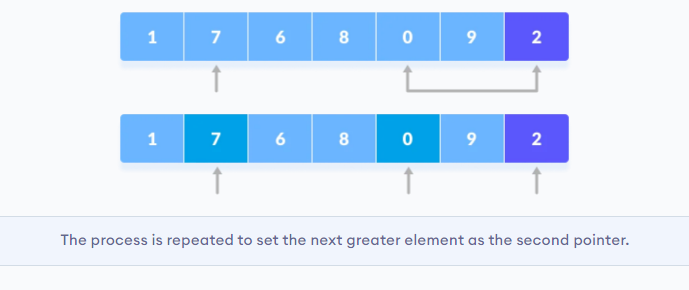 1 7 6 8 0 9 2
1 7 6 8 0 9 2
The process is repeated to set the next greater element as the second pointer.